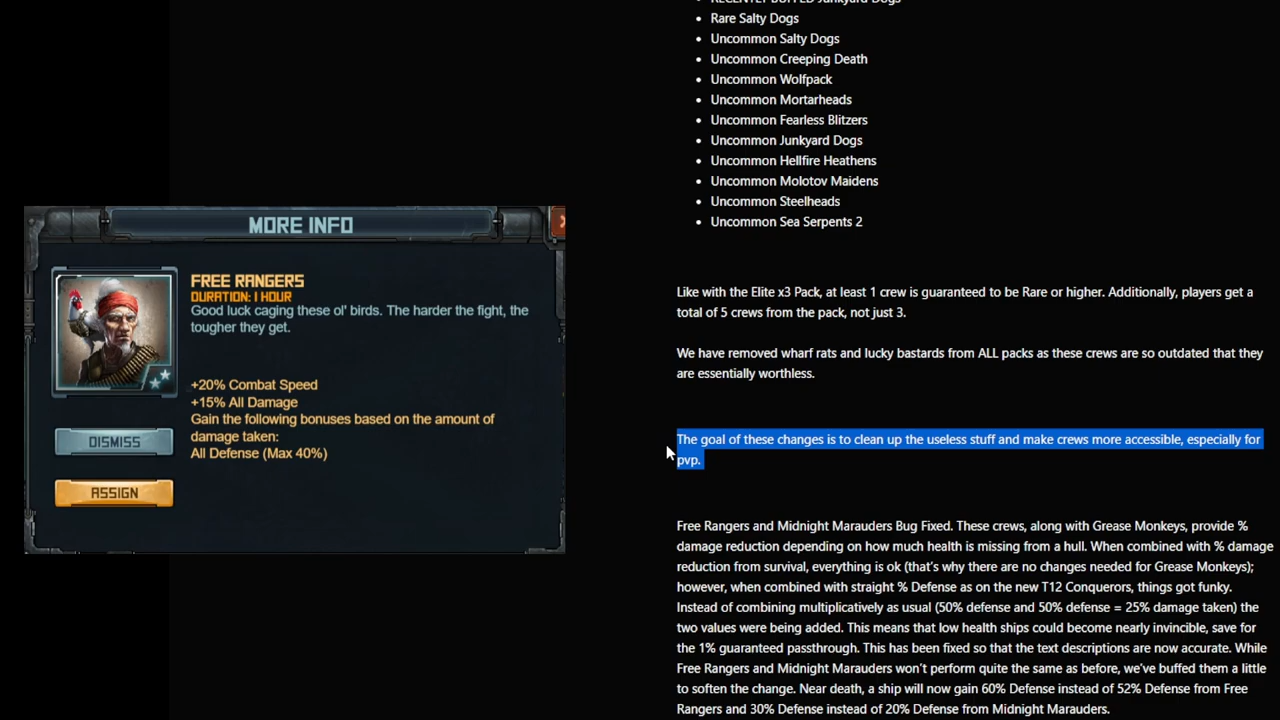 MORE INFO
FREE RANGERS
DURATION: 1 HOUR
Good luck caging these ol' birds. The harder the fight, the
tougher they get.
+20% Combat Speed
+15% All Damage
Gain the following bonuses based on the amount of
damage taken:
All Defense (Max 40%)
DISMISS
ASSIGN
RECENTLY BUFFED Junkyard Dogs
Rare Salty Dogs
Uncommon Salty Dogs
Uncommon Creeping Death
Uncommon Wolfpack
Uncommon Mortarheads
Uncommon Fearless Blitzers
Uncommon Junkyard Dogs
Uncommon Hellfire Heathens
Uncommon Molotov Maidens
Uncommon Steelheads
Uncommon Sea Serpents 2
Like with the Elite x3 Pack, at least 1 crew is guaranteed to be Rare or higher. Additionally, players get a
total of 5 crews from the pack, not just 3.
We have removed wharf rats and lucky bastards from ALL packs as these crews are so outdated that they
are essentially worthless.
The goal of these changes is to clean up the useless stuff and make crews more accessible, especially for
pvp.
Free Rangers and Midnight Marauders Bug Fixed. These crews, along with Grease Monkeys, provide %
damage reduction depending on how much health is missing from a hull. When combined with % damage
reduction from survival, everything is ok (that's why there are no changes needed for Grease Monkeys);
however, when combined with straight % Defense as on the new T12 Conquerors, things got funky.
Instead of combining multiplicatively as usual (50% defense and 50% defense = 25% damage taken) the
two values were being added. This means that low health ships could become nearly invincible, save for
the 1% guaranteed passthrough. This has been fixed so that the text descriptions are now accurate. While
Free Rangers and Midnight Marauders won't perform quite the same as before, we've buffed them a little
to soften the change. Near death, a ship will now gain 60% Defense instead of 52% Defense from Free
Rangers and 30% Defense instead of 20% Defense from Midnight Marauders.